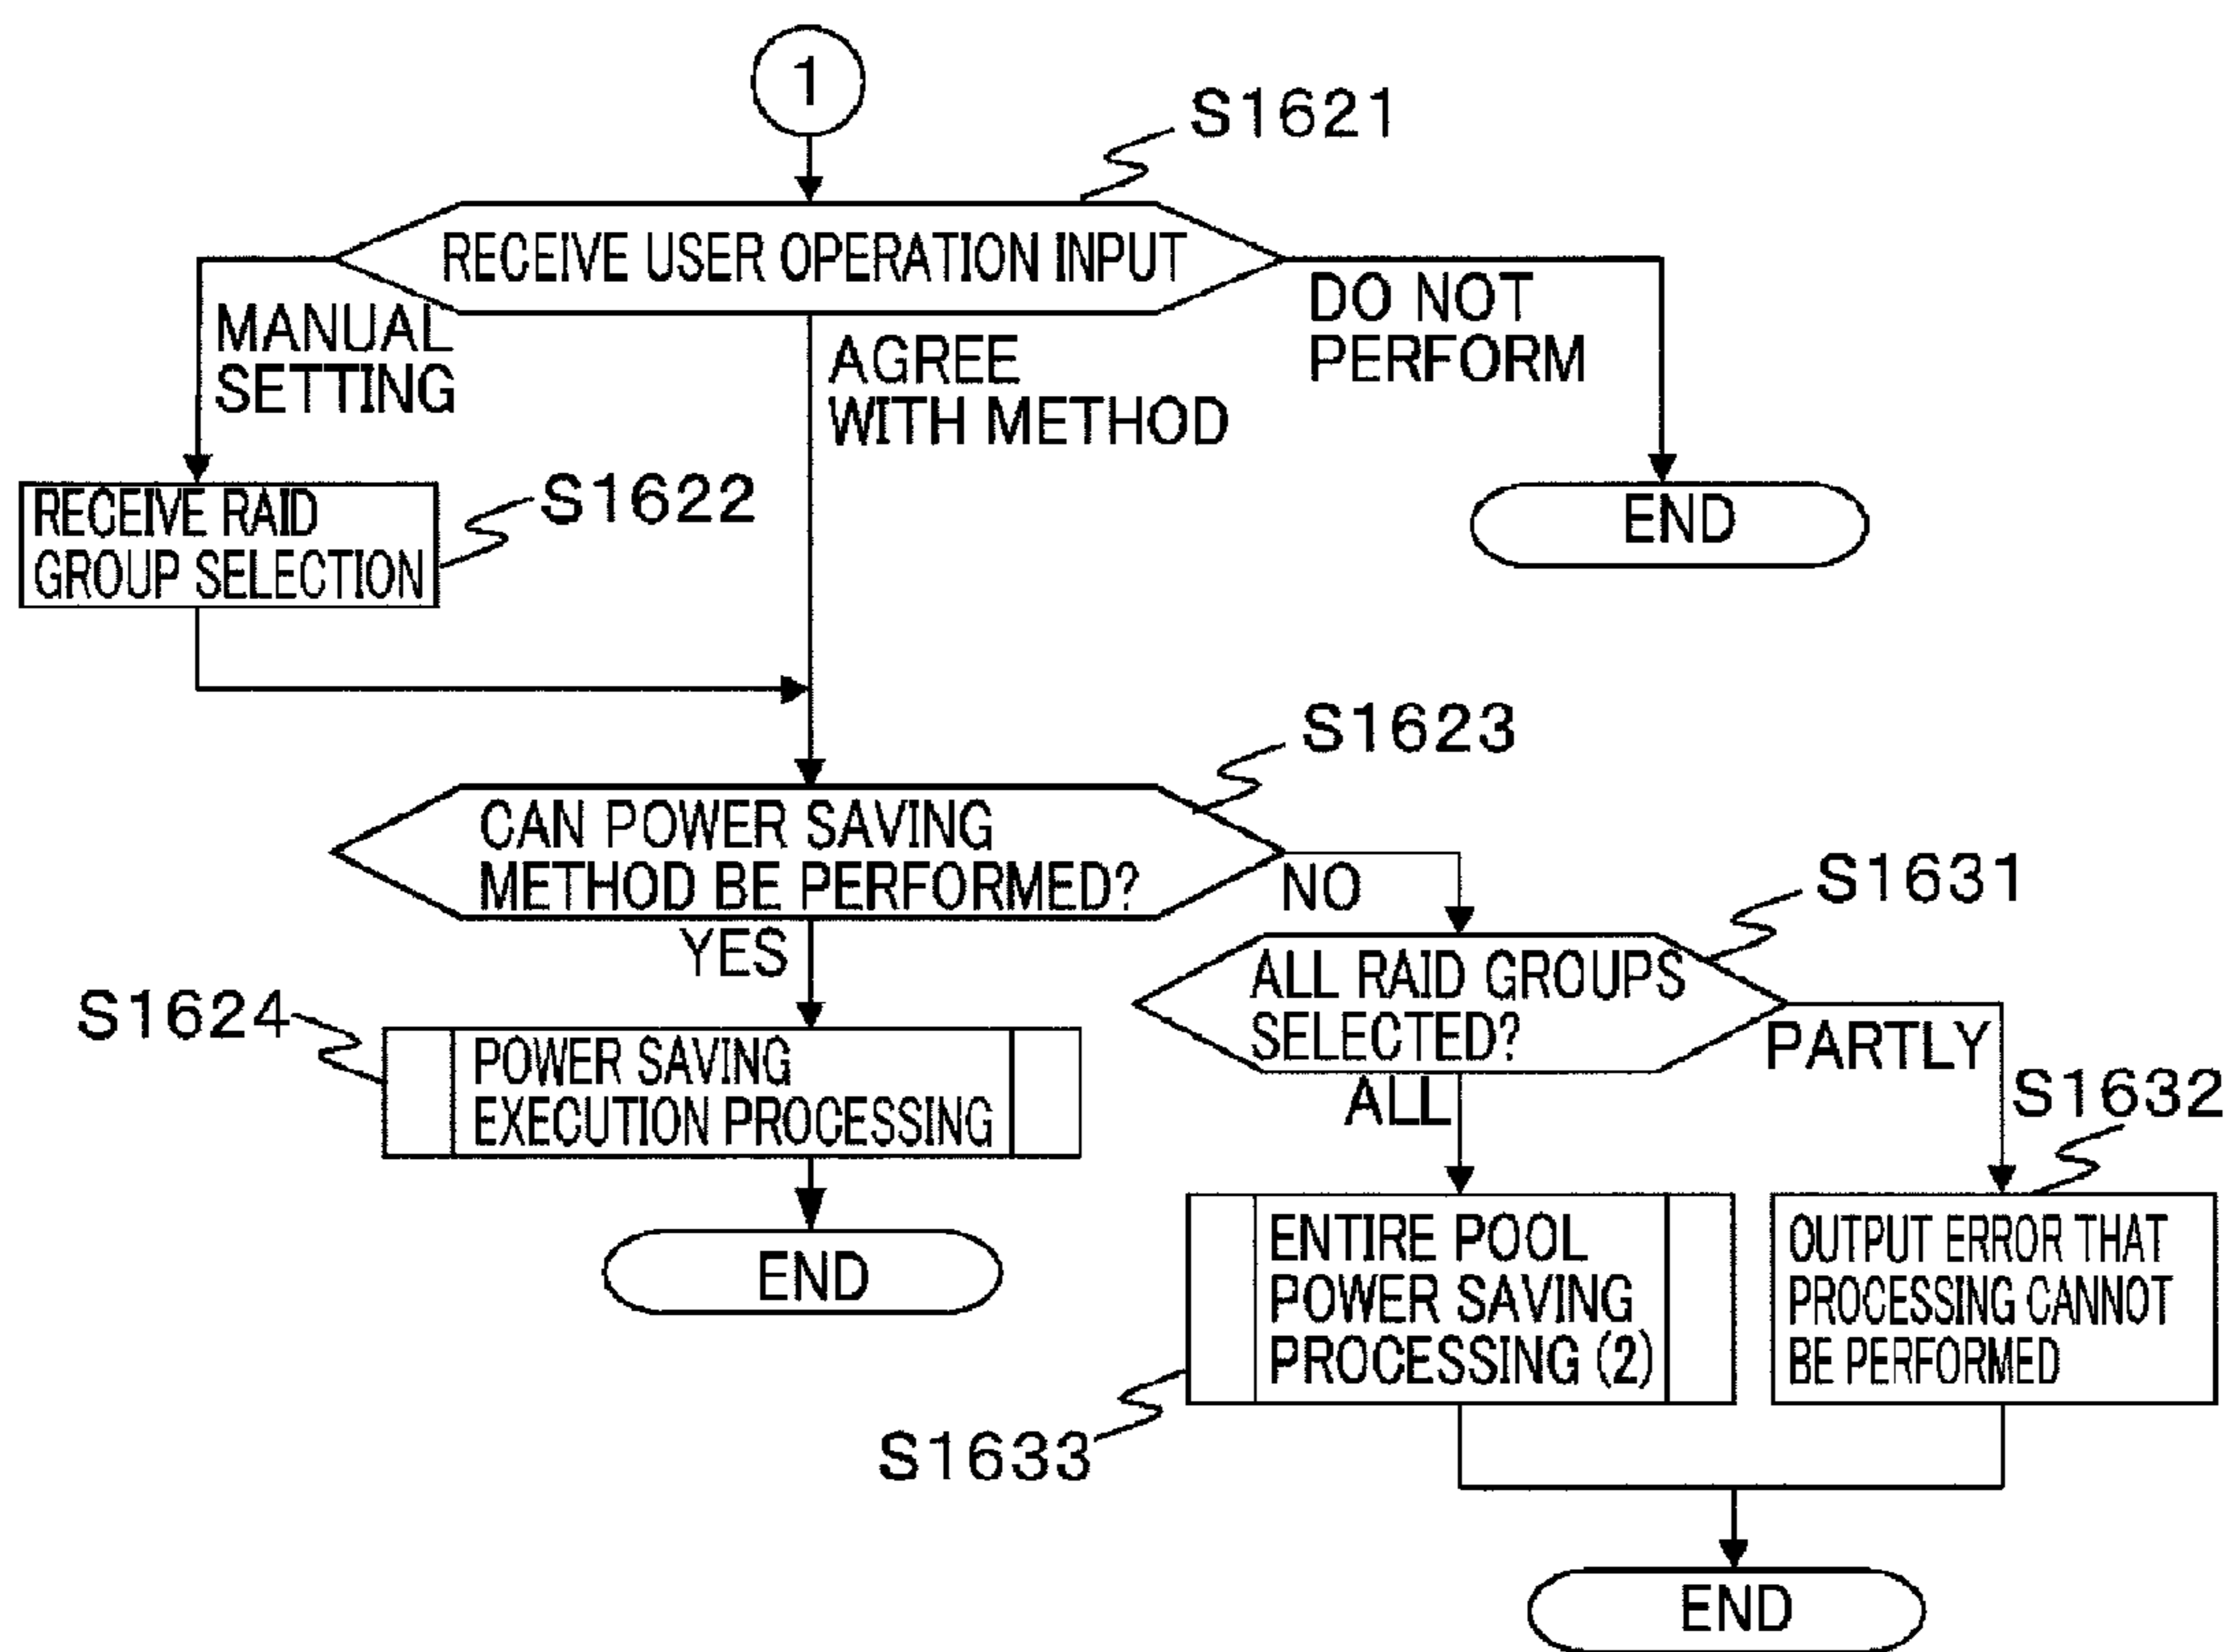 1
S1621
RECEIVE USER OPERATION INPUT
MANUAL
SETTING
AGREE
WITH METHOD
DO NOT
PERFORM
RECEIVE RAID
GROUP SELECTION
S1622
END
S1623
CAN POWER SAVING
METHOD BE PERFORMED?
NO
YES
S1631
ALL RAID GROUPS
SELECTED?
PARTLY
ALL
S1624
POWER SAVING
EXECUTION PROCESSING
END
S1632
ENTIRE POOL
POWER SAVING
PROCESSING (2)
OUTPUT ERROR THAT
PROCESSING CANNOT
BE PERFORMED
S1633
END